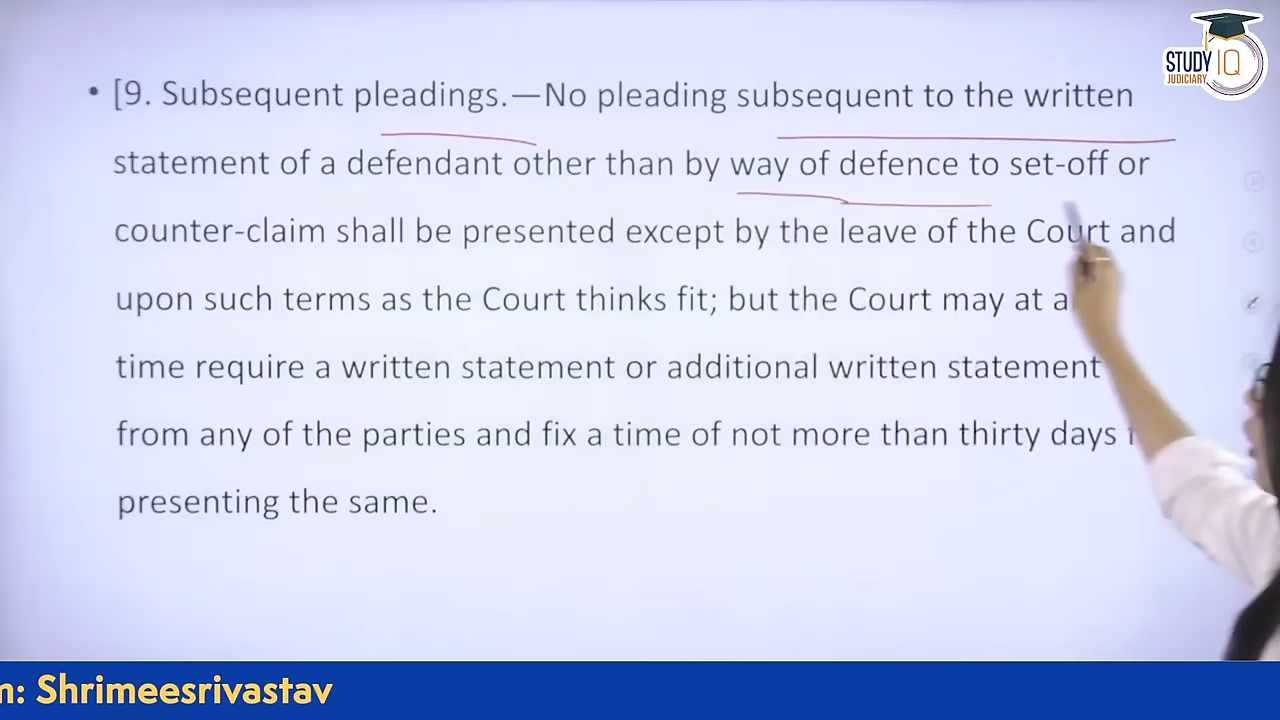 STUDY IQ
JUDICIARY
• [9. Subsequent pleadings.—No pleading subsequent to the written
statement of a defendant other than by way of defence to set-off or
counter-claim shall be presented except by the leave of the Court and
upon such terms as the Court thinks fit; but the Court may at
time require a written statement or additional written statement
from any of the parties and fix a time of not more than thirty days
presenting the same.
: Shrimeesrivastav